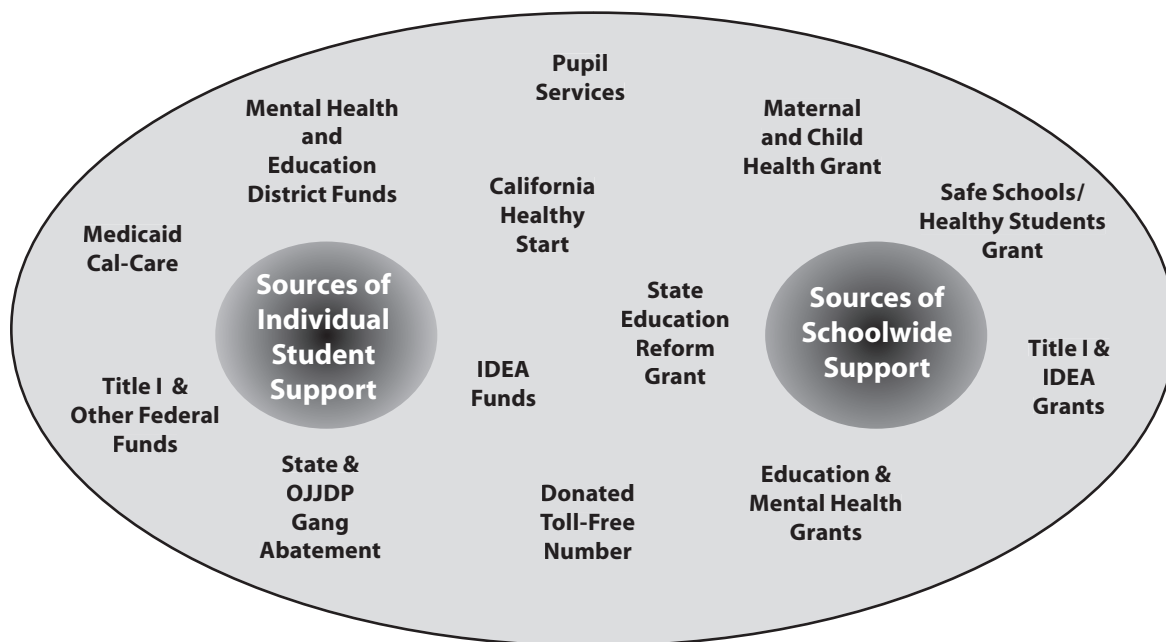 Pupil
Services
Mental Health
and
Education
District Funds
Maternal
and Child
Health Grant
California
Healthy
Start
Safe Schools/
Healthy Students
Grant
Medicaid
Cal-Care
Sources of
Individual
Student
Support
State
Education
Reform
Grant
Sources of
Schoolwide
Support
IDEA
Funds
Title I &
IDEA
Grants
Title I &
Other Federal
Funds
State &
OJJDP
Gang
Abatement
Donated
Toll-Free
Number
Education &
Mental Health
Grants